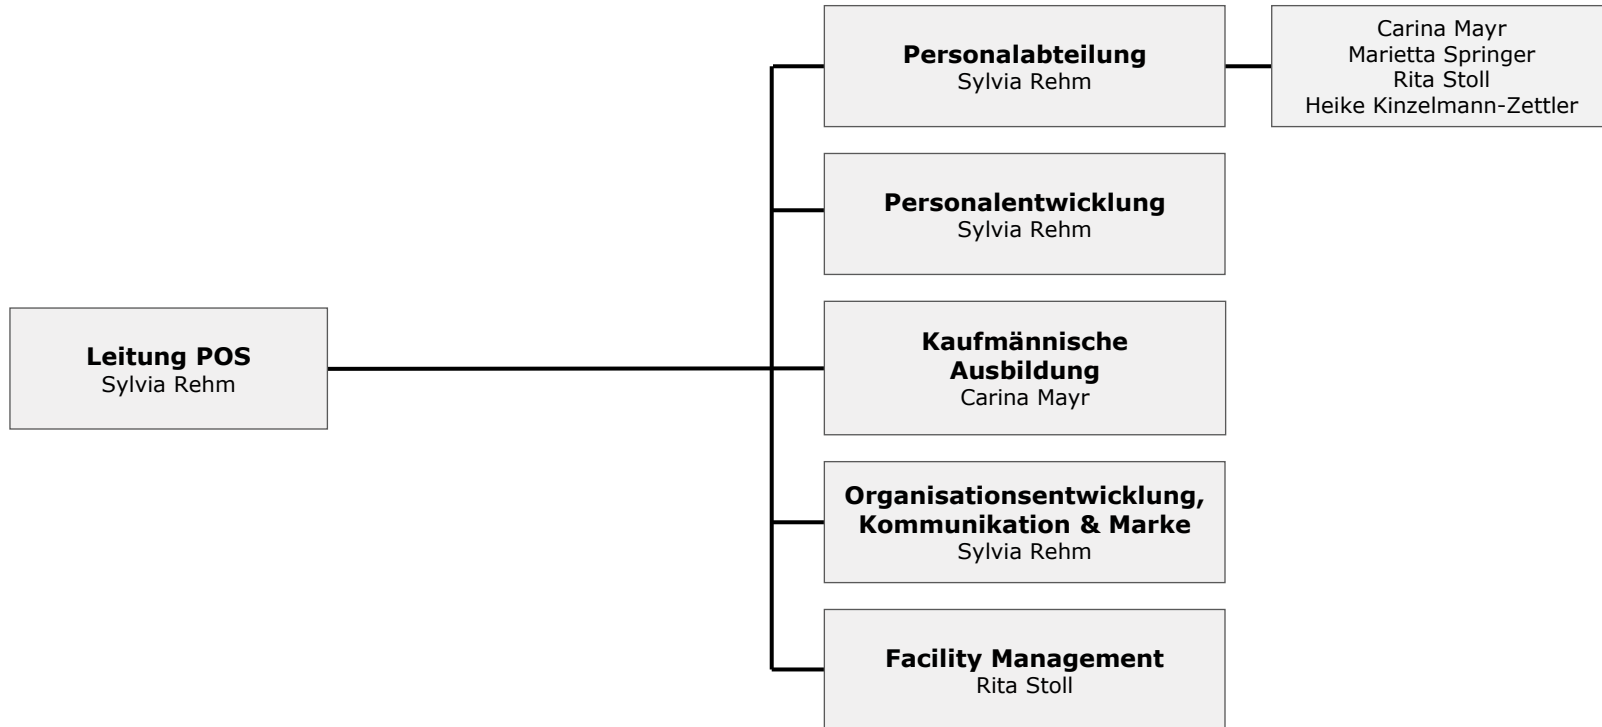 Personalabteilung
Sylvia Rehm
Carina Mayr
Marietta Springer
Rita Stoll
Heike Kinzelmann-Zettler
Personalentwicklung
Sylvia Rehm
Leitung POS
Sylvia Rehm
Kaufmännische
Ausbildung
Carina Mayr
Organisationsentwicklung,
Kommunikation & Marke
Sylvia Rehm
Facility Management
Rita Stoll